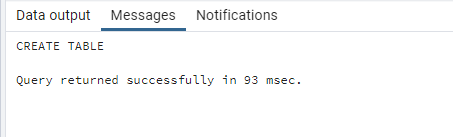 Data output Messages Notifications
CREATE TABLE
Query returned successfully in 93 msec.